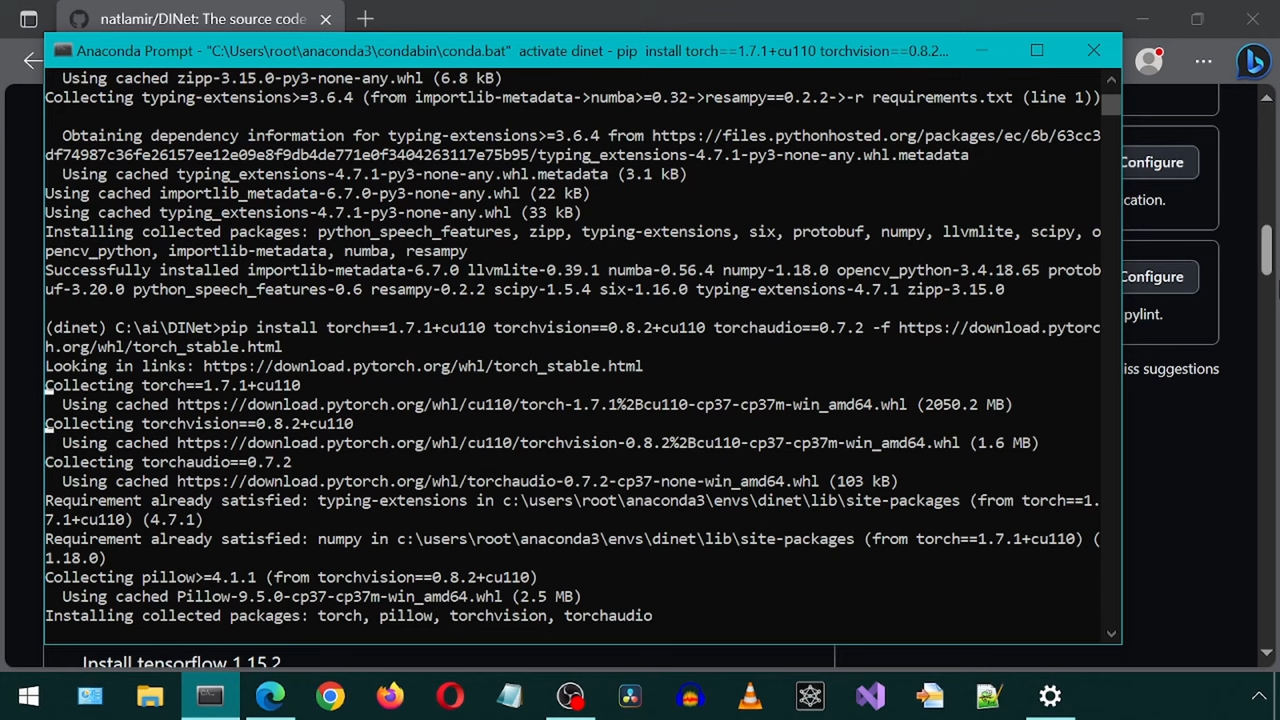 natlamir/DINet: The source code
Anaconda Prompt - "C:\Users\root\anaconda3\condabin\conda.bat" activate dinet - pip install torch==1.7.1+cu110 torchvision==0.8.2...
Using cached zipp-3.15.0-py3-none-any.whl (6.8 kB)
Collecting typing-extensions>=3.6.4 (from importlib-metadata->numba>=0.32->resampy==0.2.2->-r requirements.txt (line 1))
Obtaining dependency information for typing-extensions>=3.6.4 from https://files.pythonhosted.org/packages/ec/6b/63cc3
df74987c36fe26157ee12e09e8f9db4de771e0f3404263117e75b95/typing_extensions-4.7.1-py3-none-any.whl.metadata
Using cached typing_extensions-4.7.1-py3-none-any.whl.metadata (3.1 kB)
Using cached importlib_metadata-6.7.0-py3-none-any.whl (22 kB)
Using cached typing_extensions-4.7.1-py3-none-any.whl (33 kB)
Installing collected packages: python_speech_features, zipp, typing-extensions, six, protobuf, numpy, llvmlite, scipy, o
pencv_python, importlib-metadata, numba, resampy
Successfully installed importlib-metadata-6.7.0 llvmlite-0.39.1 numba-0.56.4 numpy-1.18.0 opencv_python-3.4.18.65 protob
uf-3.20.0 python_speech_features-0.6 resampy-0.2.2 scipy-1.5.4 six-1.16.0 typing-extensions-4.7.1 zipp-3.15.0
(dinet) C:\ai\DINet>pip install torch==1.7.1+cu110 torchvision==0.8.2+cu110 torchaudio==0.7.2 -f https://download.pytorc
h.org/whl/torch_stable.html
Looking in links: https://download.pytorch.org/whl/torch_stable.html
Collecting torch==1.7.1+cu110
Using cached https://download.pytorch.org/whl/cu110/torch-1.7.1%2Bcu110-cp37-cp37m-win_amd64.whl (2050.2 MB)
Collecting torchvision==0.8.2+cu110
Using cached https://download.pytorch.org/whl/cu110/torchvision-0.8.2%2Bcu110-cp37-cp37m-win_amd64.whl (1.6 MB)
Collecting torchaudio==0.7.2
Using cached https://download.pytorch.org/whl/torchaudio-0.7.2-cp37-none-win_amd64.whl (103 kB)
Requirement already satisfied: typing-extensions in c:\users\root\anaconda3\envs\dinet\lib\site-packages (from torch==1.
7.1+cu110) (4.7.1)
Requirement already satisfied: numpy in c:\users\root\anaconda3\envs\dinet\lib\site-packages (from torch==1.7.1+cu110) (
1.18.0)
Collecting pillow>=4.1.1 (from torchvision==0.8.2+cu110)
Using cached Pillow-9.5.0-cp37-cp37m-win_amd64.whl (2.5 MB)
Installing collected packages: torch, pillow, torchvision, torchaudio
Configure
cation.
Configure
pylint.
iss suggestions
Install tensorflow 1.15.2